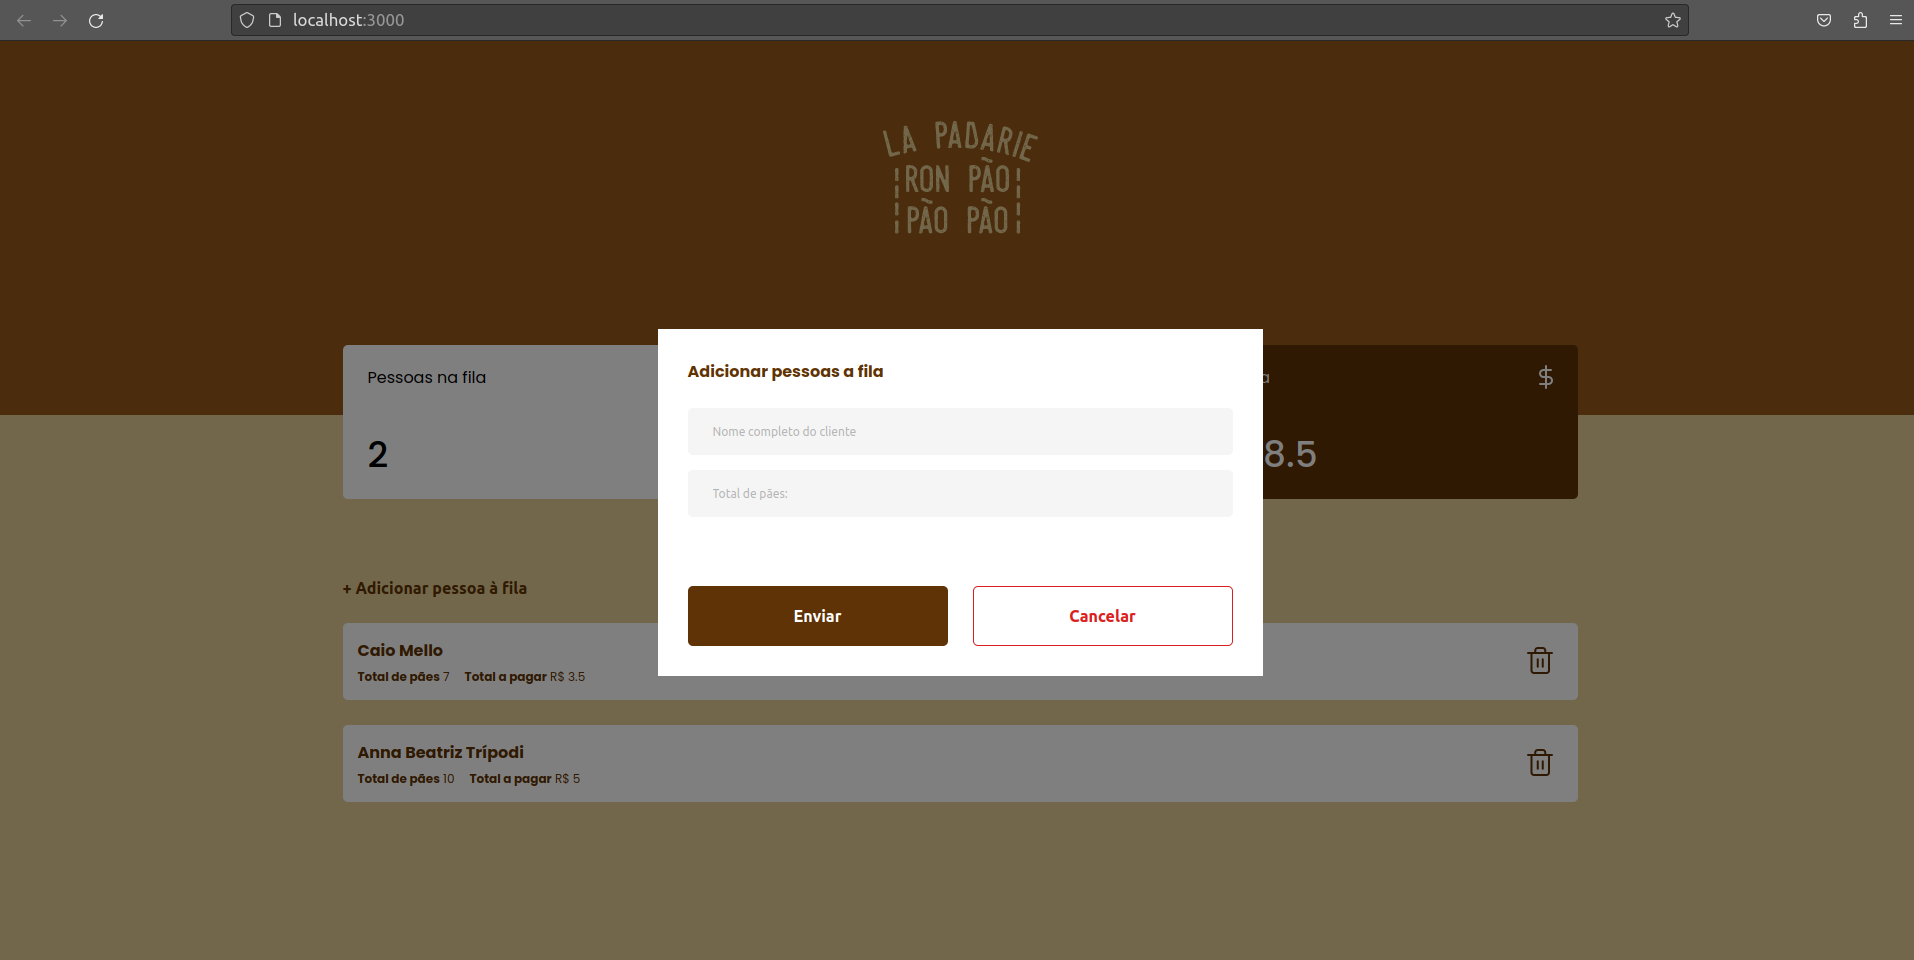 localhost:3000
LA PADARIE
RON PÃO
PÃO PÃO
Pessoas na fila
2
a
$
8.5
Adicionar pessoas a fila
Nome completo do cliente
Total de pães:
Enviar
Cancelar
+ Adicionar pessoa à fila
Caio Mello
Total de pães 7 Total a pagar R$ 3.5
Anna Beatriz Trípodi
Total de pães 10 Total a pagar R$ 5